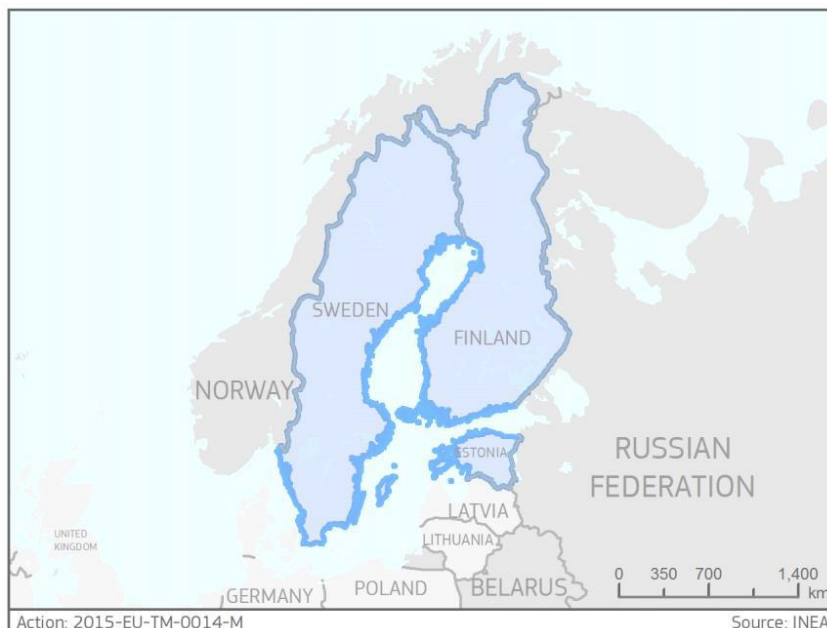 SWEDEN
FINLAND
NORWAY
ESTONIA
RUSSIAN
FEDERATION
LATVIA
LITHUANIA
UNITED
KINGDOM
GERMANY
POLAND
BELARUS
0 350 700 1,400
km
Action: 2015-EU-TM-0014-M
Source: INEA